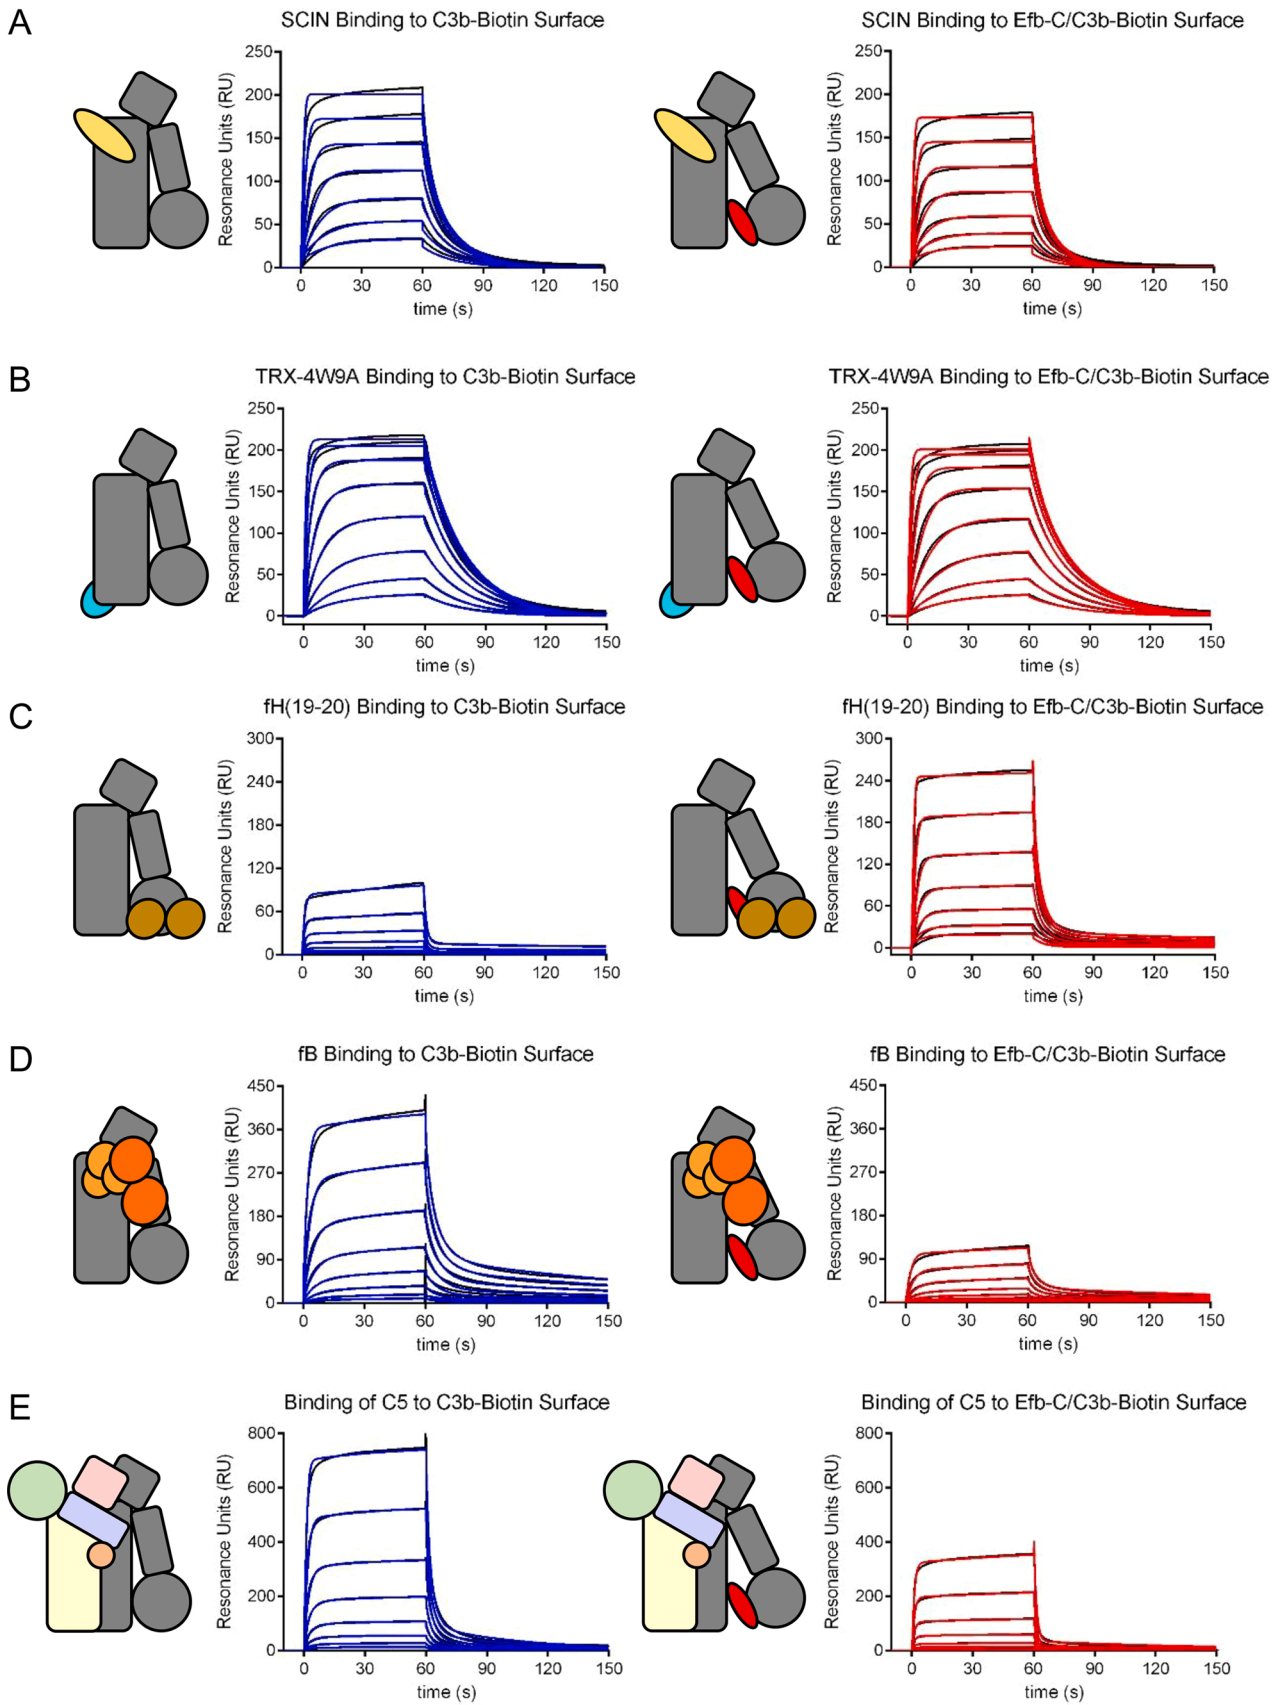 A
SCIN Binding to C3b-Biotin Surface
Resonance Units (RU)
250
200
150
100
50
0
0 30 60 90 120 150
time (s)
SCIN Binding to Efb-C/C3b-Biotin Surface
Resonance Units (RU)
250
200
150
100
50
0
0 30 60 90 120 150
time (s)
B
TRX-4W9A Binding to C3b-Biotin Surface
Resonance Units (RU)
250
200
150
100
50
0
0 30 60 90 120 150
time (s)
TRX-4W9A Binding to Efb-C/C3b-Biotin Surface
Resonance Units (RU)
250
200
150
100
50
0
0 30 60 90 120 150
time (s)
C
fH(19-20) Binding to C3b-Biotin Surface
Resonance Units (RU)
300
240
180
120
60
0
0 30 60 90 120 150
time (s)
fH(19-20) Binding to Efb-C/C3b-Biotin Surface
Resonance Units (RU)
300
240
180
120
60
0
0 30 60 90 120 150
time (s)
D
fB Binding to C3b-Biotin Surface
Resonance Units (RU)
450
360
270
180
90
0
0 30 60 90 120 150
time (s)
fB Binding to Efb-C/C3b-Biotin Surface
Resonance Units (RU)
450
360
270
180
90
0
0 30 60 90 120 150
time (s)
E
Binding of C5 to C3b-Biotin Surface
Resonance Units (RU)
800
600
400
200
0
0 30 60 90 120 150
time (s)
Binding of C5 to Efb-C/C3b-Biotin Surface
Resonance Units (RU)
800
600
400
200
0
0 30 60 90 120 150
time (s)